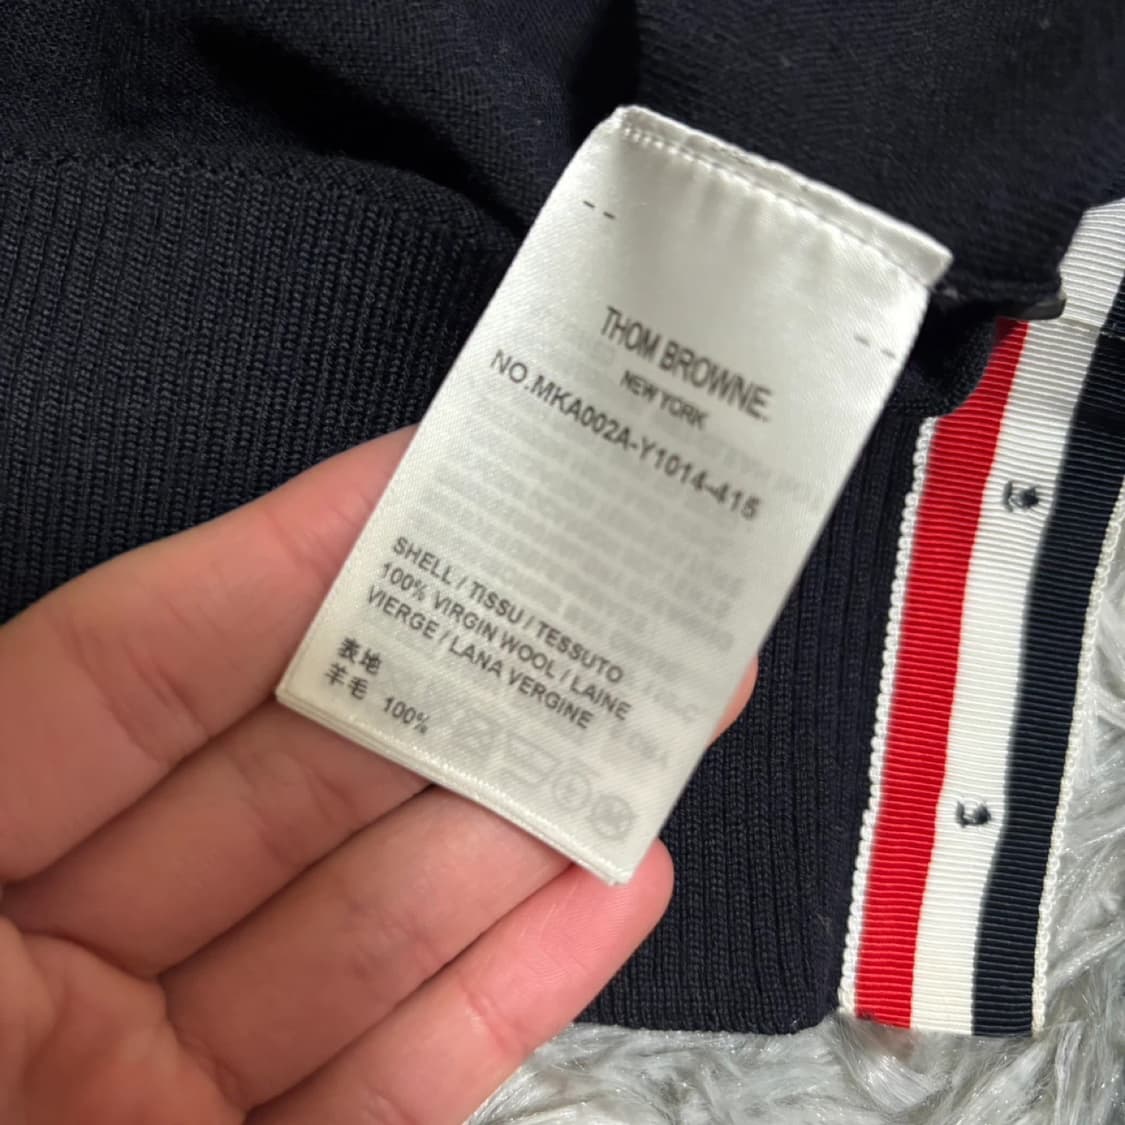 THOM BROWNE.
NEW YORK
NO.MKA002A-Y1014-415
SHELL / TISSU / TESSUTO
100% VIRGIN WOOL / LAINE
VIERGE / LANA VERGINE
表地
羊毛 100%